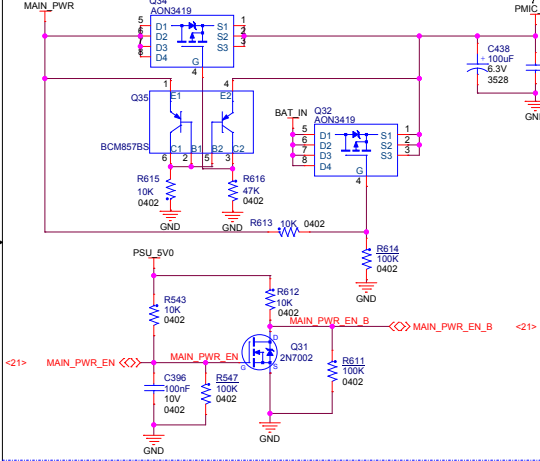 MAIN_PWR
Q34
AON3419
5 D1 S1 1
6 D2 S2 2
7 D3 S3 3
8 D4
G
4
PMIC_
C438
+ 100uF
6.3V
3528
GND
1 4
Q35
E1 E2
BCM857BS
C1 B1 B2 C2
6 2 5 3
BAT_IN
Q32
AON3419
5 D1 S1 1
6 D2 S2 2
7 D3 S3 3
8 D4
G
4
R615
10K
0402
GND
R616
47K
0402
GND
R613 10K 0402
R614
100K
0402
GND
PSU_5V0
R543
10K
0402
R612
10K
0402
MAIN_PWR_EN_B
MAIN_PWR_EN_B <21>
<21> MAIN_PWR_EN
MAIN_PWR_EN
D
G
S
Q31
2N7002
C396
100nF
10V
0402
R547
100K
0402
R611
100K
0402
GND
GND